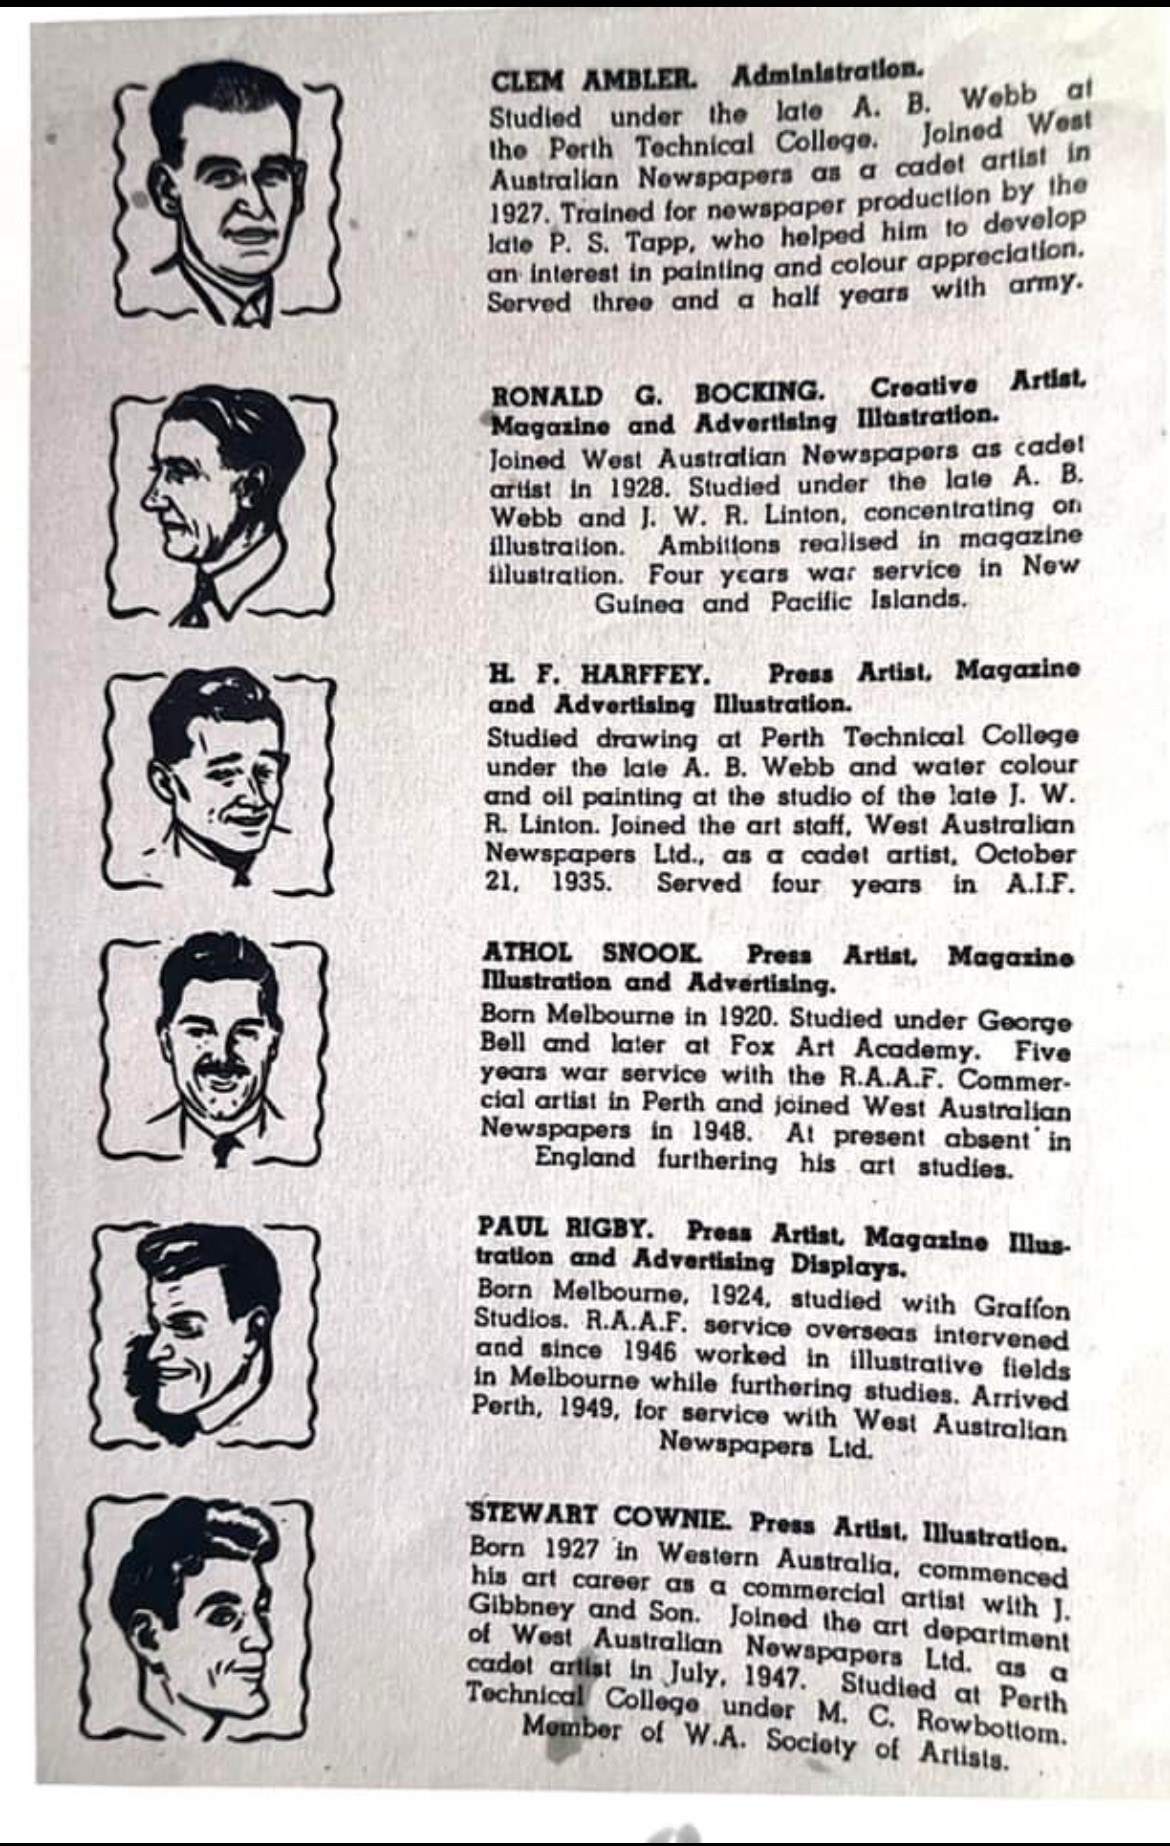 CLEM AMBLER. Administration.
Studied under the late A. B. Webb at
the Perth Technical College. Joined West
Australian Newspapers as a cadet artist in
1927. Trained for newspaper production by the
late P. S. Tapp, who helped him to develop
an interest in painting and colour appreciation.
Served three and a half years with army.
RONALD G. BOCKING. Creative Artist,
Magazine and Advertising Illustration.
Joined West Australian Newspapers as cadet
artist in 1928. Studied under the late A. B.
Webb and J. W. R. Linton, concentrating on
illustration. Ambitions realised in magazine
illustration. Four years war service in New
Guinea and Pacific Islands.
H. F. HARFFEY. Press Artist, Magazine
and Advertising Illustration.
Studied drawing at Perth Technical College
under the late A. B. Webb and water colour
and oil painting at the studio of the late J. W.
R. Linton. Joined the art staff, West Australian
Newspapers Ltd., as a cadet artist, October
21, 1935. Served four years in A.I.F.
ATHOL SNOOK. Press Artist, Magazine
Illustration and Advertising.
Born Melbourne in 1920. Studied under George
Bell and later at Fox Art Academy. Five
years war service with the R.A.A.F. Commer-
cial artist in Perth and joined West Australian
Newspapers in 1948. At present absent in
England furthering his art studies.
PAUL RIGBY. Press Artist, Magazine Illus-
tration and Advertising Displays.
Born Melbourne, 1924, studied with Graffon
Studios. R.A.A.F. service overseas intervened
and since 1946 worked in illustrative fields
in Melbourne while furthering studies. Arrived
Perth, 1949, for service with West Australian
Newspapers Ltd.
STEWART COWNIE. Press Artist, Illustration.
Born 1927 in Western Australia, commenced
his art career as a commercial artist with J.
Gibbney and Son. Joined the art department
of West Australian Newspapers Ltd. as a
cadet artist in July, 1947. Studied at Perth
Technical College under M. C. Rowbottom.
Member of W.A. Society of Artists.